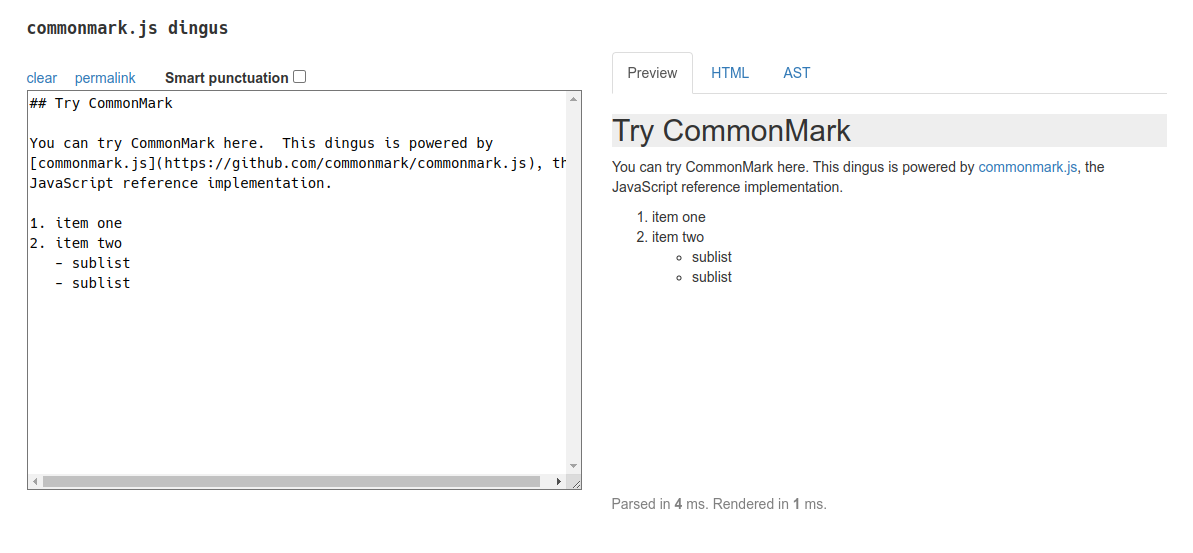 commonmark.js dingus
clear permalink Smart punctuation
## Try CommonMark
You can try CommonMark here.  This dingus is powered by
[commonmark.js](https://github.com/commonmark/commonmark.js), th
JavaScript reference implementation.
1. item one
2. item two
   - sublist
   - sublist
Preview HTML AST
Try CommonMark
You can try CommonMark here. This dingus is powered by commonmark.js, the
JavaScript reference implementation.
1. item one
2. item two
◦ sublist
◦ sublist
Parsed in 4 ms. Rendered in 1 ms.